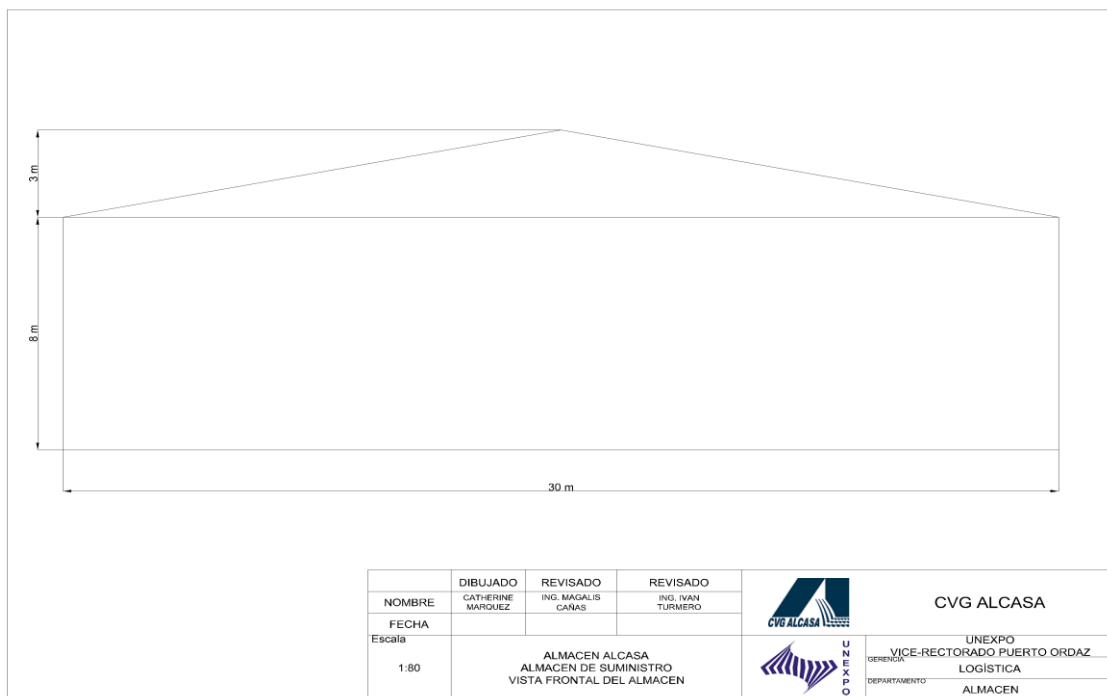 3 m
8 m
30 m
DIBUJADO REVISADO REVISADO
NOMBRE CATHERINE MARQUEZ ING. MAGALIS CAÑAS ING. IVAN TURMERO
FECHA
Escala
1:80
ALMACEN ALCASA
ALMACEN DE SUMINISTRO
VISTA FRONTAL DEL ALMACEN
CVG ALCASA
CVG ALCASA
UNEXPO
UNEXPO
VICE-RECTORADO PUERTO ORDAZ
GERENCIA
LOGÍSTICA
DEPARTAMENTO
ALMACEN